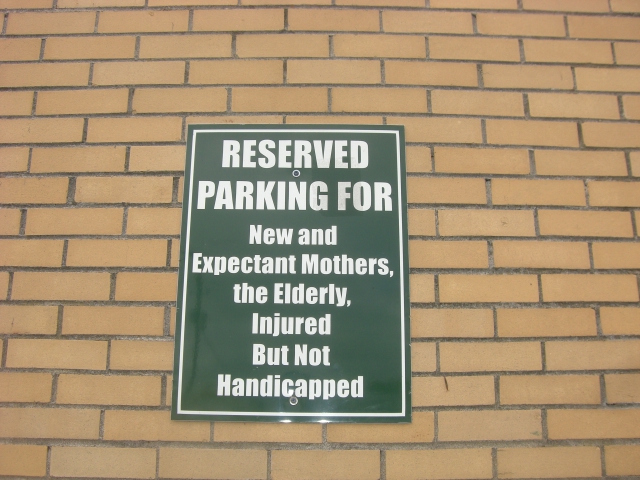 RESERVED
PARKING FOR
New and
Expectant Mothers,
the Elderly,
Injured
But Not
Handicapped